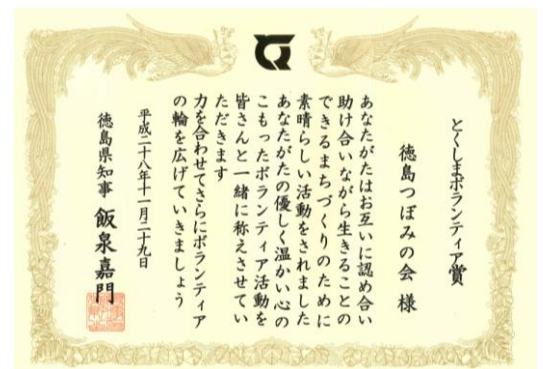 とくしまボランティア賞
徳島つぼみの会 様
あなたがたはお互いに認め合い
助け合いながら生きることの
できるまちづくりのために
素晴らしい活動をされました
あなたがたの優しく温かい心の
こもったボランティア活動を
皆さんと一緒に称えさせてい
ただきます
力を合わせてさらにボランティア
の輪を広げていきましょう
平成二十八年十一月二十九日
徳島県知事 飯泉嘉門